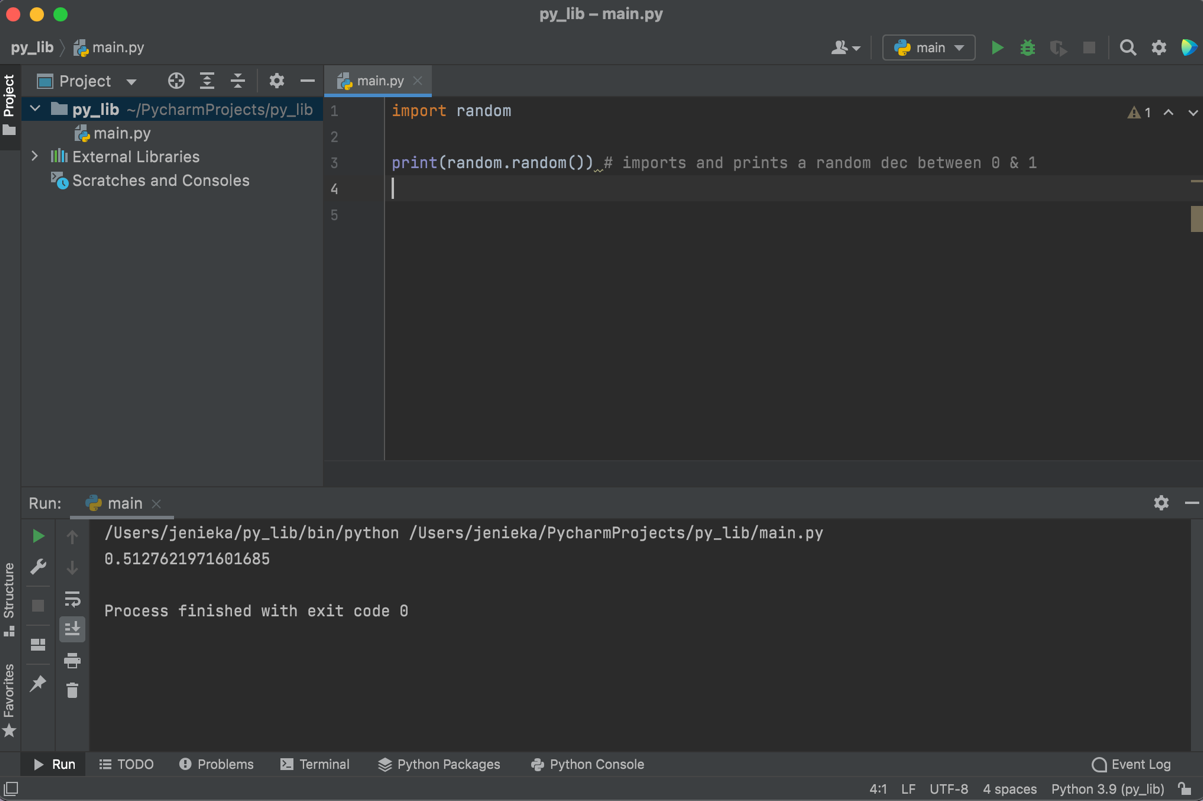 py_lib – main.py
py_lib main.py
main
Project
Project
main.py
py_lib ~/PycharmProjects/py_lib
main.py
External Libraries
Scratches and Consoles
1 import random
2
3 print(random.random()) # imports and prints a random dec between 0 & 1
4
5
1
Run: main
/Users/jenieka/py_lib/bin/python /Users/jenieka/PycharmProjects/py_lib/main.py
0.5127621971601685
Process finished with exit code 0
Structure
Favorites
Run TODO Problems Terminal Python Packages Python Console Event Log
4:1 LF UTF-8 4 spaces Python 3.9 (py_lib)